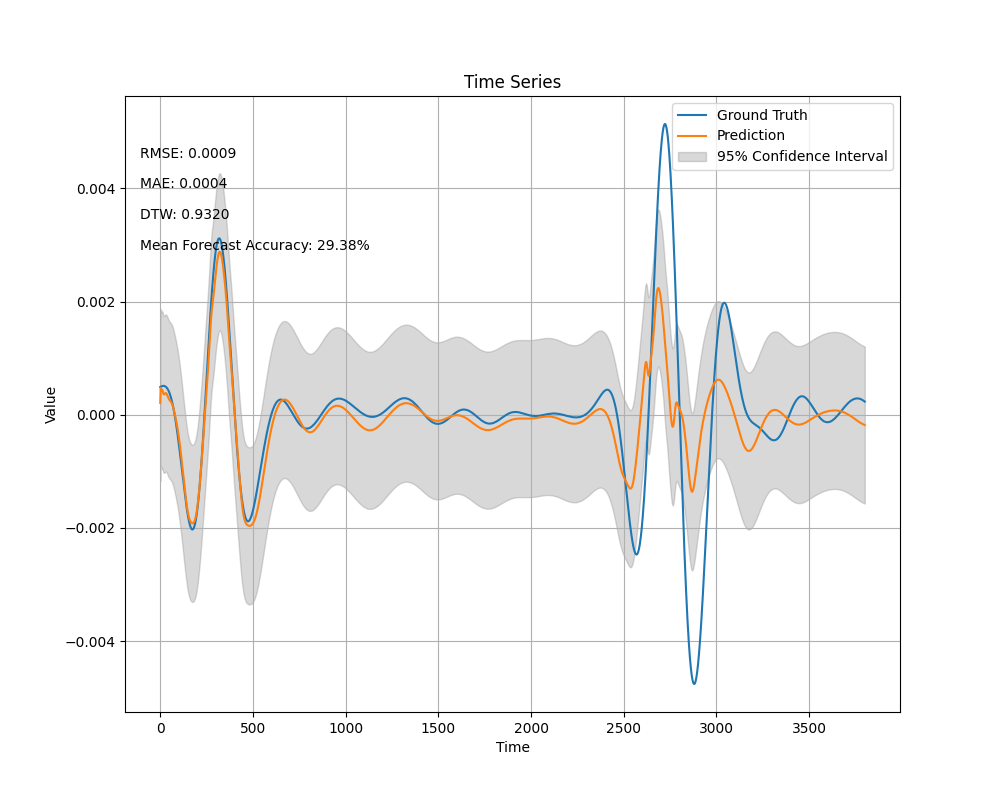 Time Series
Ground Truth
Prediction
95% Confidence Interval
RMSE: 0.0009
MAE: 0.0004
DTW: 0.9320
Mean Forecast Accuracy: 29.38%
Value
0.004
0.002
0.000
−0.002
−0.004
0 500 1000 1500 2000 2500 3000 3500
Time